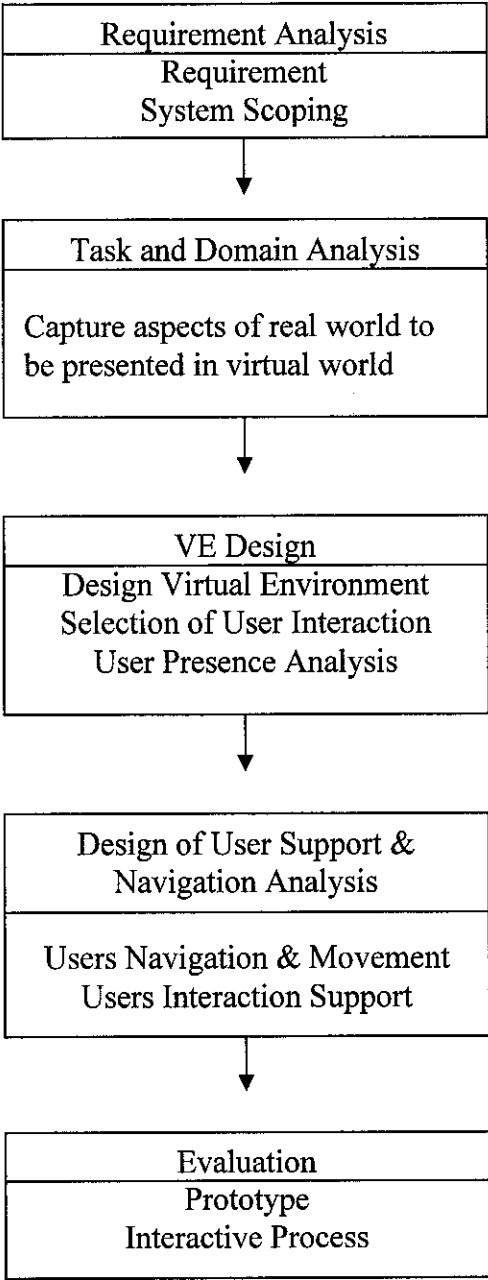 Requirement Analysis
Requirement
System Scoping
Task and Domain Analysis
Capture aspects of real world to
be presented in virtual world
VE Design
Design Virtual Environment
Selection of User Interaction
User Presence Analysis
Design of User Support &
Navigation Analysis
Users Navigation & Movement
Users Interaction Support
Evaluation
Prototype
Interactive Process